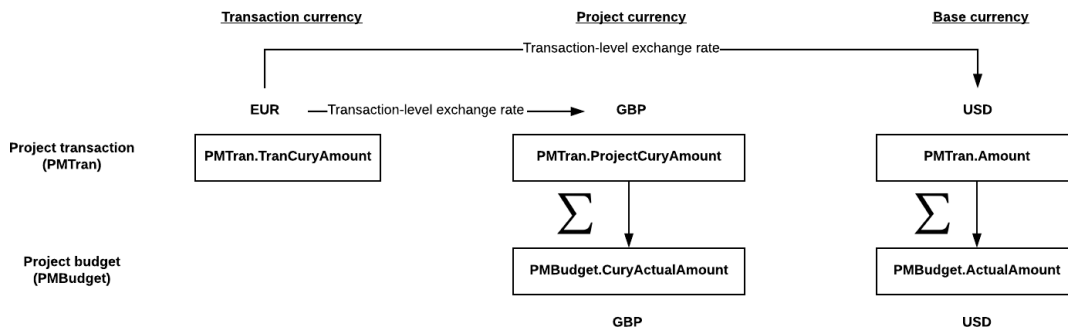 Transaction currency
Project currency
Base currency
Transaction-level exchange rate
EUR
Transaction-level exchange rate
GBP
USD
Project transaction
(PMTran)
PMTran.TranCuryAmount
PMTran.ProjectCuryAmount
PMTran.Amount
∑
∑
Project budget
(PMBudget)
PMBudget.CuryActualAmount
PMBudget.ActualAmount
GBP
USD